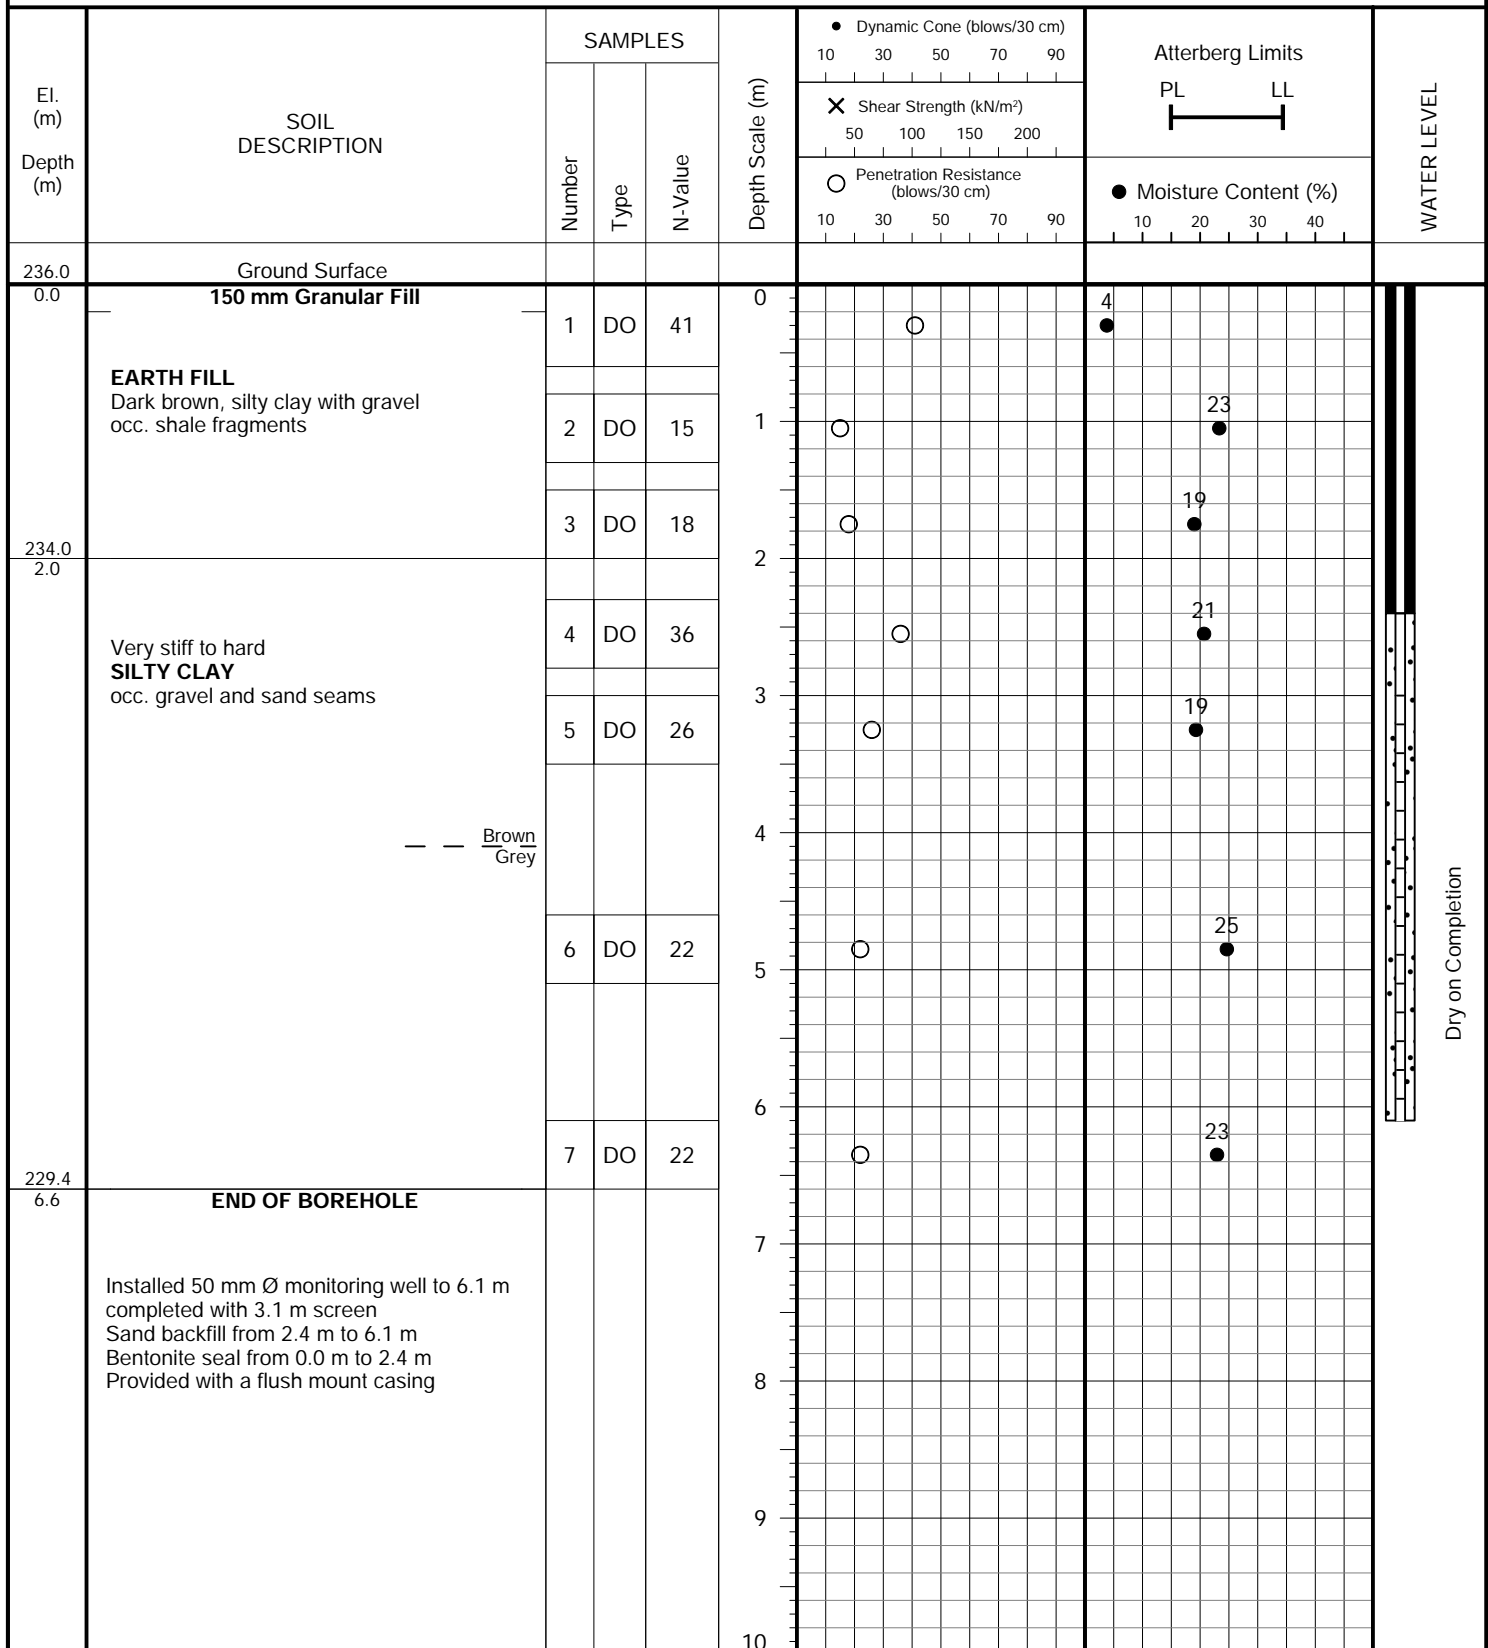 El.
(m)
Depth
(m)
SOIL
DESCRIPTION
SAMPLES
Number
Type
N-Value
Depth Scale (m)
● Dynamic Cone (blows/30 cm)
10 30 50 70 90
✕ Shear Strength (kN/m²)
50 100 150 200
○ Penetration Resistance
(blows/30 cm)
10 30 50 70 90
Atterberg Limits
PL LL
● Moisture Content (%)
10 20 30 40
WATER LEVEL
236.0 Ground Surface
0.0 150 mm Granular Fill 0
4
1 DO 41
EARTH FILL
Dark brown, silty clay with gravel
occ. shale fragments
23
1
2 DO 15
19
3 DO 18
234.0
2.0
2
21
4 DO 36
Very stiff to hard
SILTY CLAY
occ. gravel and sand seams
3
19
5 DO 26
Brown
Grey
4
25
6 DO 22
5
Dry on Completion
6
23
7 DO 22
229.4
6.6 END OF BOREHOLE
7
Installed 50 mm Ø monitoring well to 6.1 m
completed with 3.1 m screen
Sand backfill from 2.4 m to 6.1 m
Bentonite seal from 0.0 m to 2.4 m
Provided with a flush mount casing
8
9
10